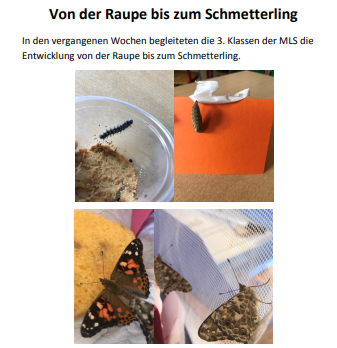 Von der Raupe bis zum Schmetterling
In den vergangenen Wochen begleiteten die 3. Klassen der MLS die
Entwicklung von der Raupe bis zum Schmetterling.